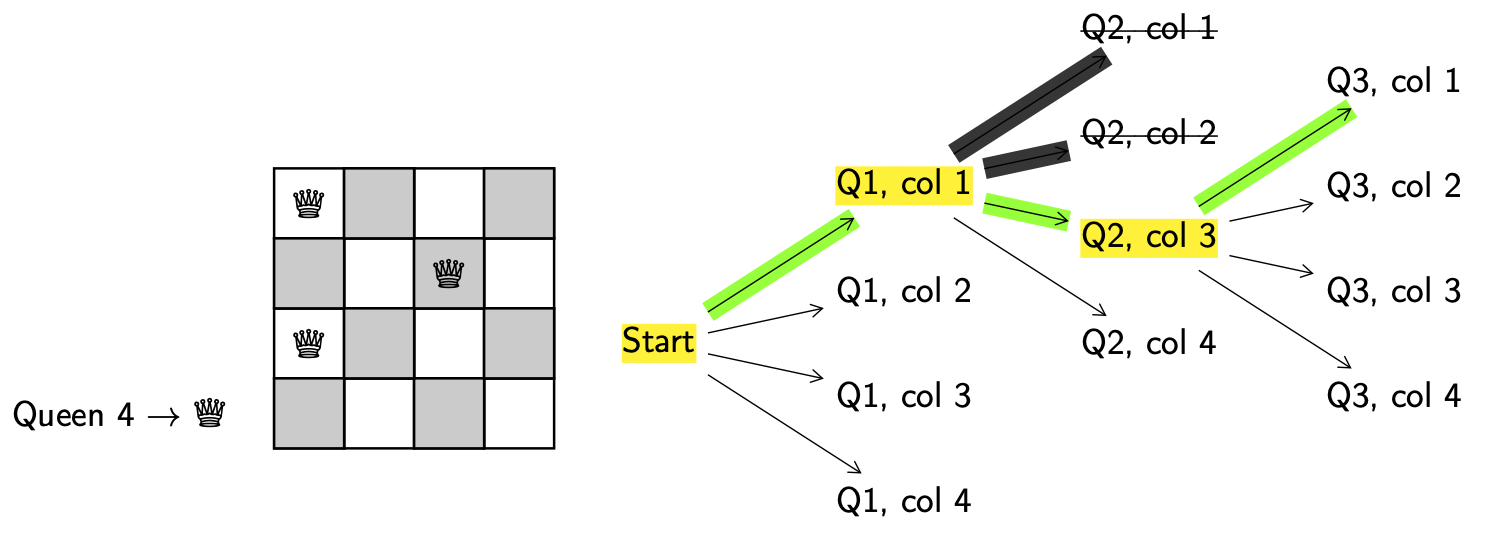 Queen 4 → ♛
Start
Q1, col 1
Q1, col 2
Q1, col 3
Q1, col 4
Q2, col 1
Q2, col 2
Q2, col 3
Q2, col 4
Q3, col 1
Q3, col 2
Q3, col 3
Q3, col 4